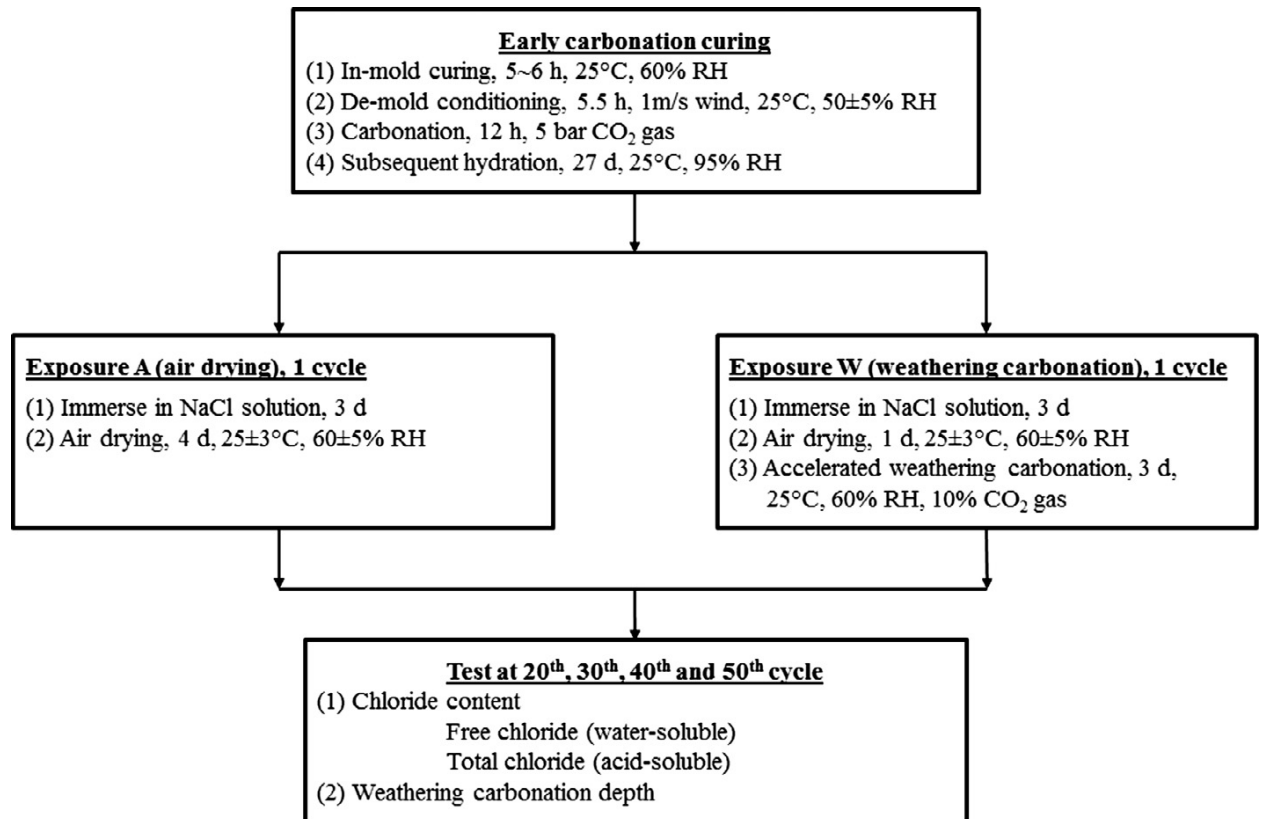 Early carbonation curing
(1) In-mold curing, 5~6 h, 25°C, 60% RH
(2) De-mold conditioning, 5.5 h, 1m/s wind, 25°C, 50±5% RH
(3) Carbonation, 12 h, 5 bar CO₂ gas
(4) Subsequent hydration, 27 d, 25°C, 95% RH
Exposure A (air drying), 1 cycle
(1) Immerse in NaCl solution, 3 d
(2) Air drying, 4 d, 25±3°C, 60±5% RH
Exposure W (weathering carbonation), 1 cycle
(1) Immerse in NaCl solution, 3 d
(2) Air drying, 1 d, 25±3°C, 60±5% RH
(3) Accelerated weathering carbonation, 3 d,
25°C, 60% RH, 10% CO₂ gas
Test at 20th, 30th, 40th and 50th cycle
(1) Chloride content
Free chloride (water-soluble)
Total chloride (acid-soluble)
(2) Weathering carbonation depth